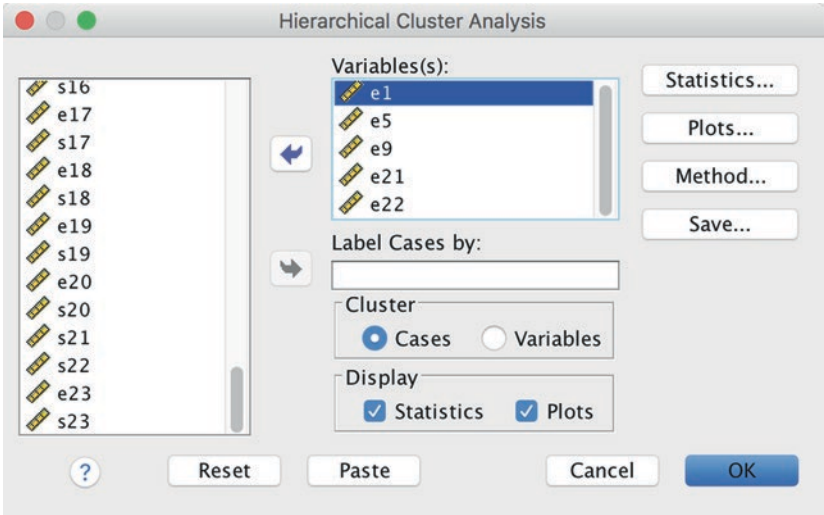 Hierarchical Cluster Analysis
s16
e17
s17
e18
s18
e19
s19
e20
s20
s21
s22
e23
s23
Variables(s):
e1
e5
e9
e21
e22
Label Cases by:
Cluster
Cases Variables
Display
Statistics Plots
Statistics...
Plots...
Method...
Save...
? Reset Paste Cancel OK